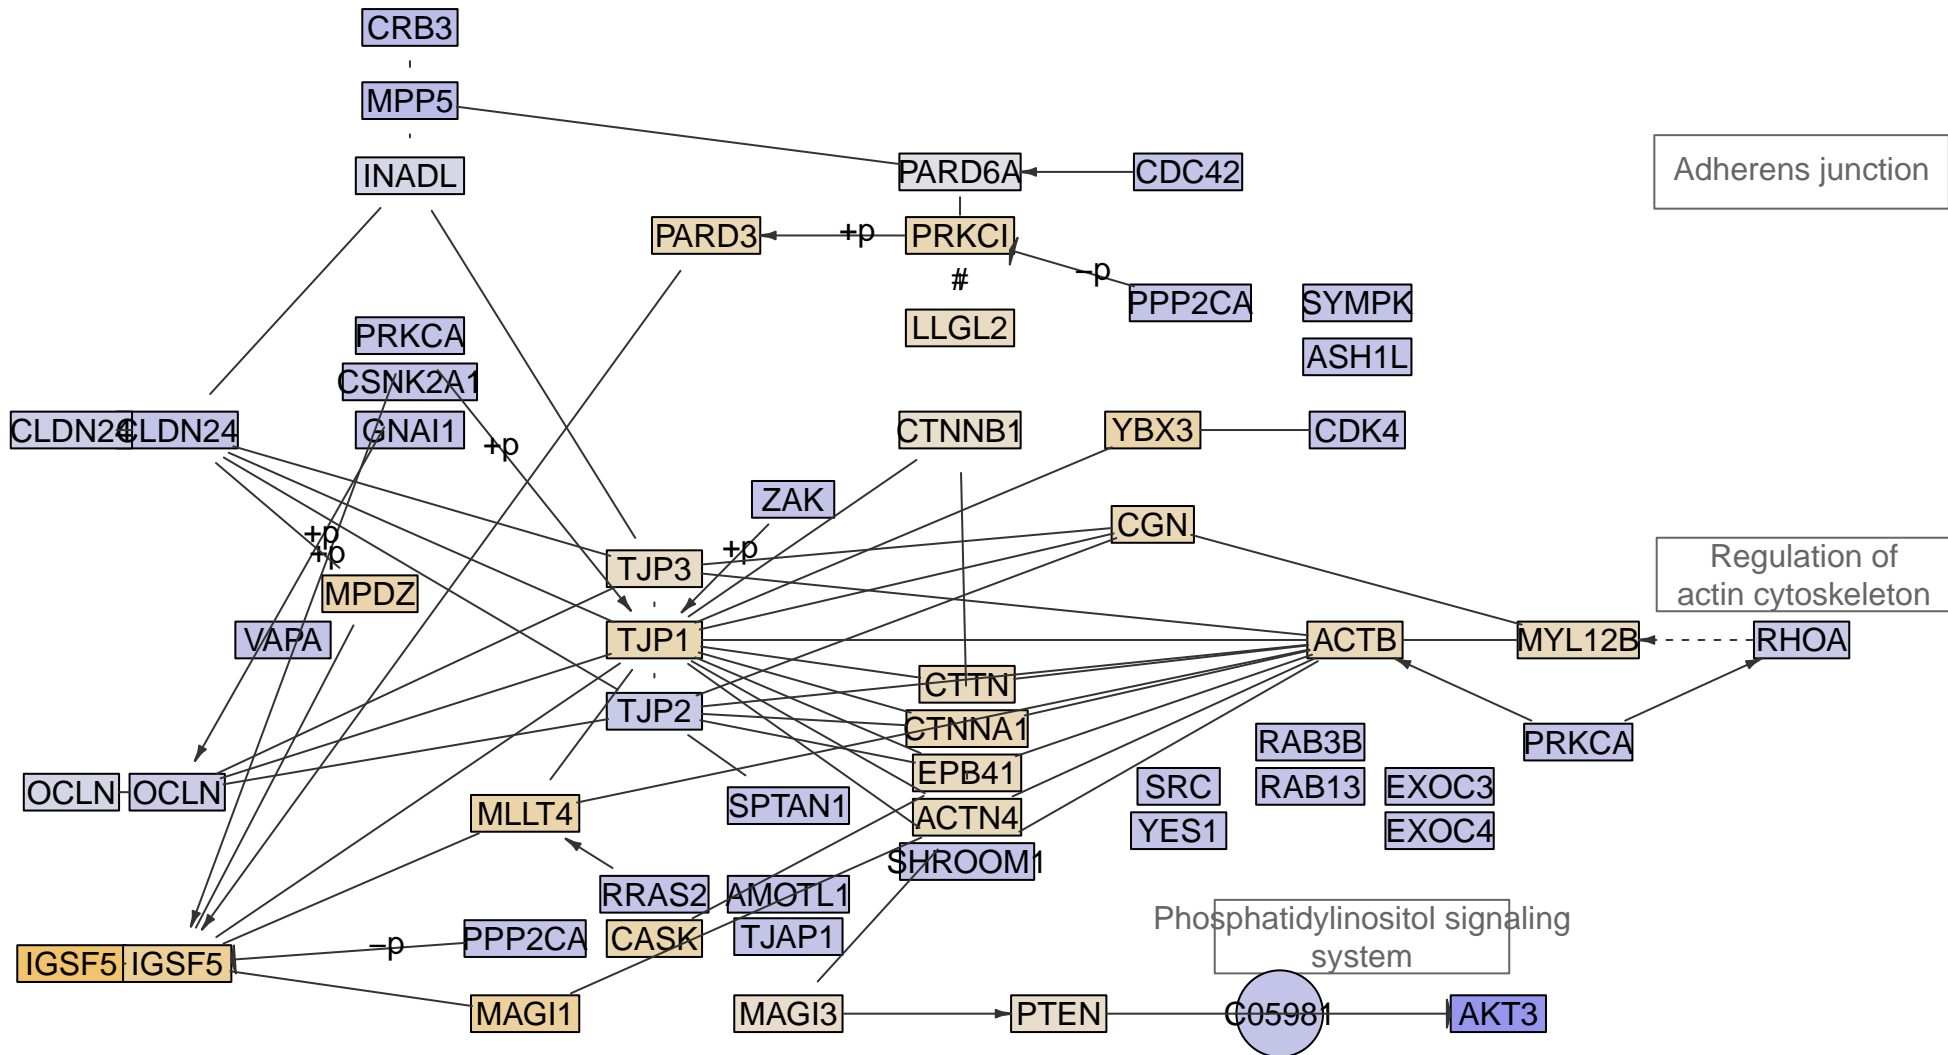 CRB3
MPP5
INADL
PARD6A
CDC42
Adherens junction
PARD3
+p
PRKCI
–p
#
PPP2CA
SYMPK
PRKCA
LLGL2
ASH1L
CSNK2A1
CLDN24
CLDN24
GNAI1
+p
CTNNB1
YBX3
CDK4
ZAK
CGN
+p
+p
+p
TJP3
Regulation of
actin cytoskeleton
MPDZ
VAPA
TJP1
ACTB
MYL12B
RHOA
CTTN
TJP2
CTNNA1
RAB3B
PRKCA
EPB41
OCLN
OCLN
SRC
RAB13
EXOC3
MLLT4
SPTAN1
ACTN4
YES1
EXOC4
SHROOM1
RRAS2
AMOTL1
Phosphatidylinositol signaling
system
PPP2CA
CASK
TJAP1
–p
IGSF5
IGSF5
MAGI1
MAGI3
PTEN
C05981
AKT3